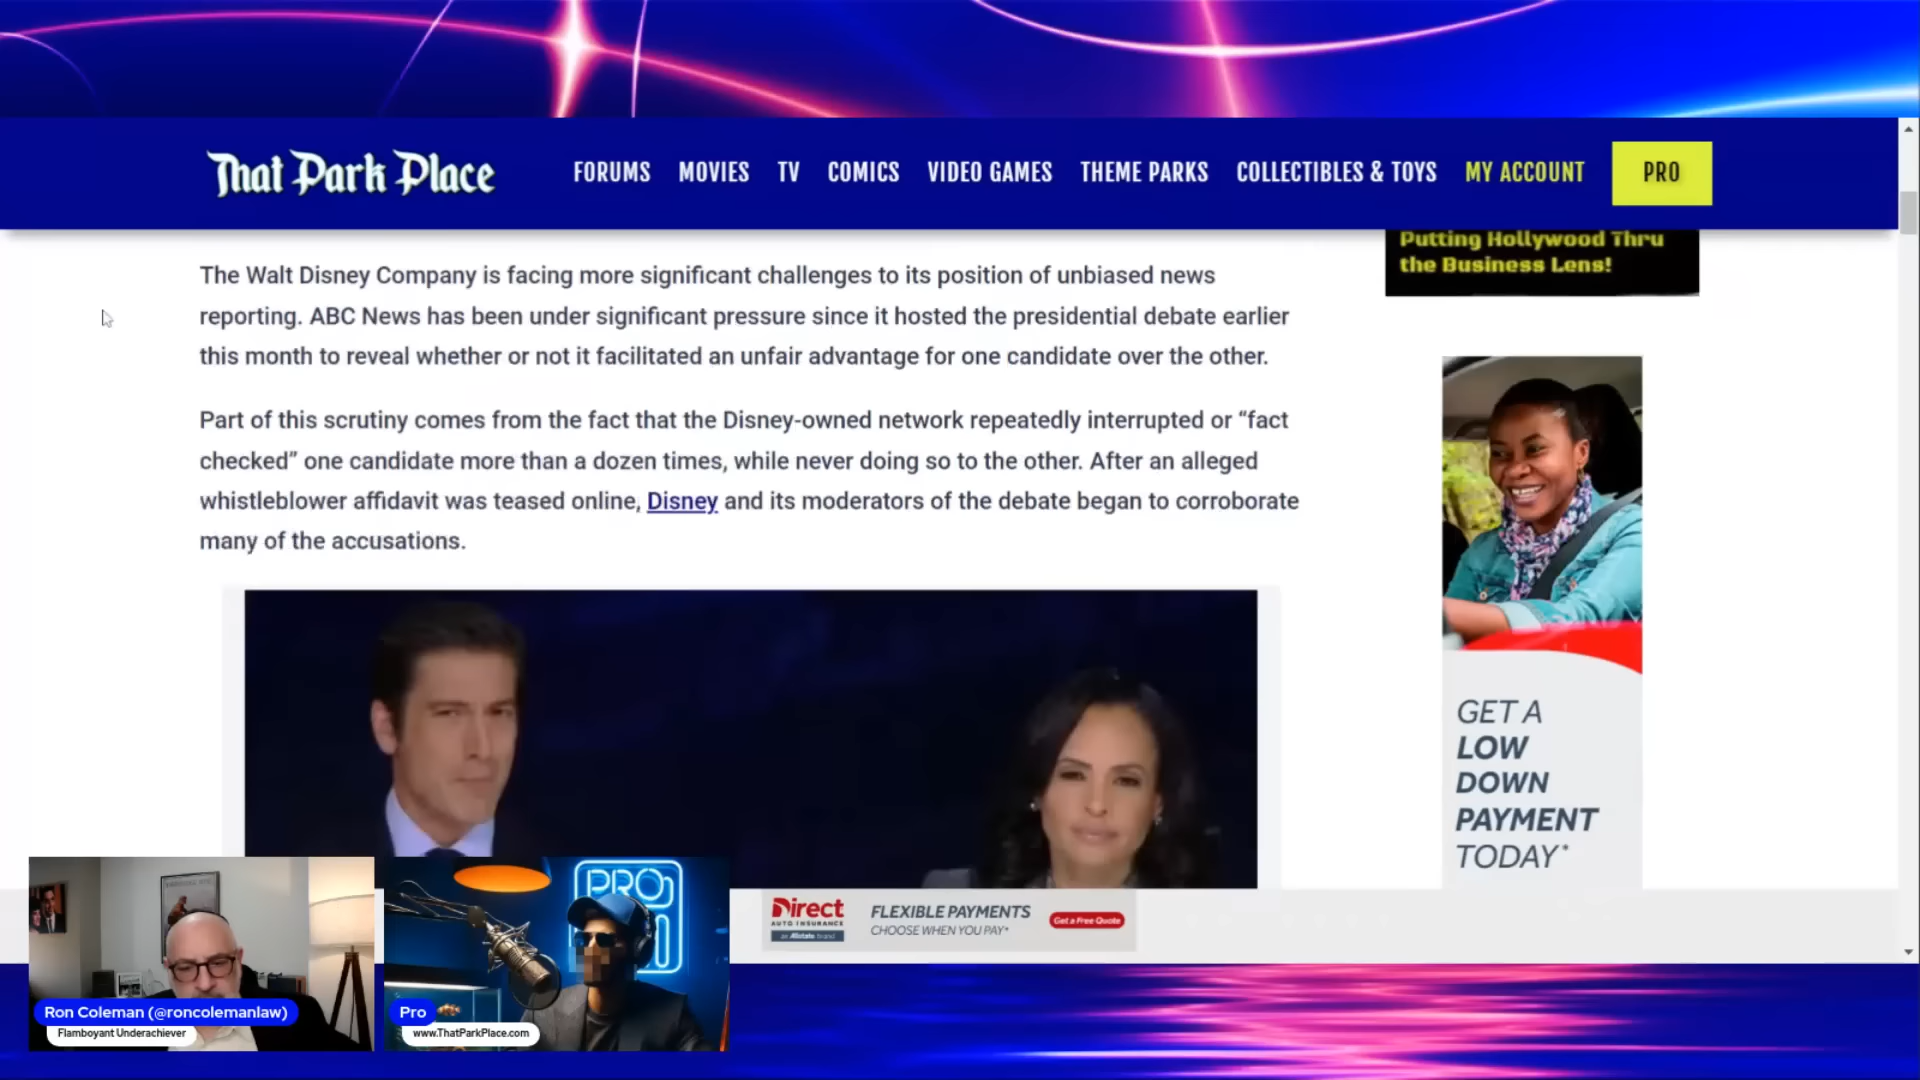 That Park Place
FORUMS MOVIES TV COMICS VIDEO GAMES THEME PARKS COLLECTIBLES & TOYS MY ACCOUNT PRO
Putting Hollywood Thru
the Business Lens!
The Walt Disney Company is facing more significant challenges to its position of unbiased news
reporting. ABC News has been under significant pressure since it hosted the presidential debate earlier
this month to reveal whether or not it facilitated an unfair advantage for one candidate over the other.
Part of this scrutiny comes from the fact that the Disney-owned network repeatedly interrupted or “fact
checked” one candidate more than a dozen times, while never doing so to the other. After an alleged
whistleblower affidavit was teased online, Disney and its moderators of the debate began to corroborate
many of the accusations.
GET A
LOW
DOWN
PAYMENT
TODAY*
PRO
Direct
AUTO INSURANCE
an Allstate brand
FLEXIBLE PAYMENTS
CHOOSE WHEN YOU PAY*
Get a Free Quote
Ron Coleman (@roncolemanlaw)
Flamboyant Underachiever
Pro
www.ThatParkPlace.com